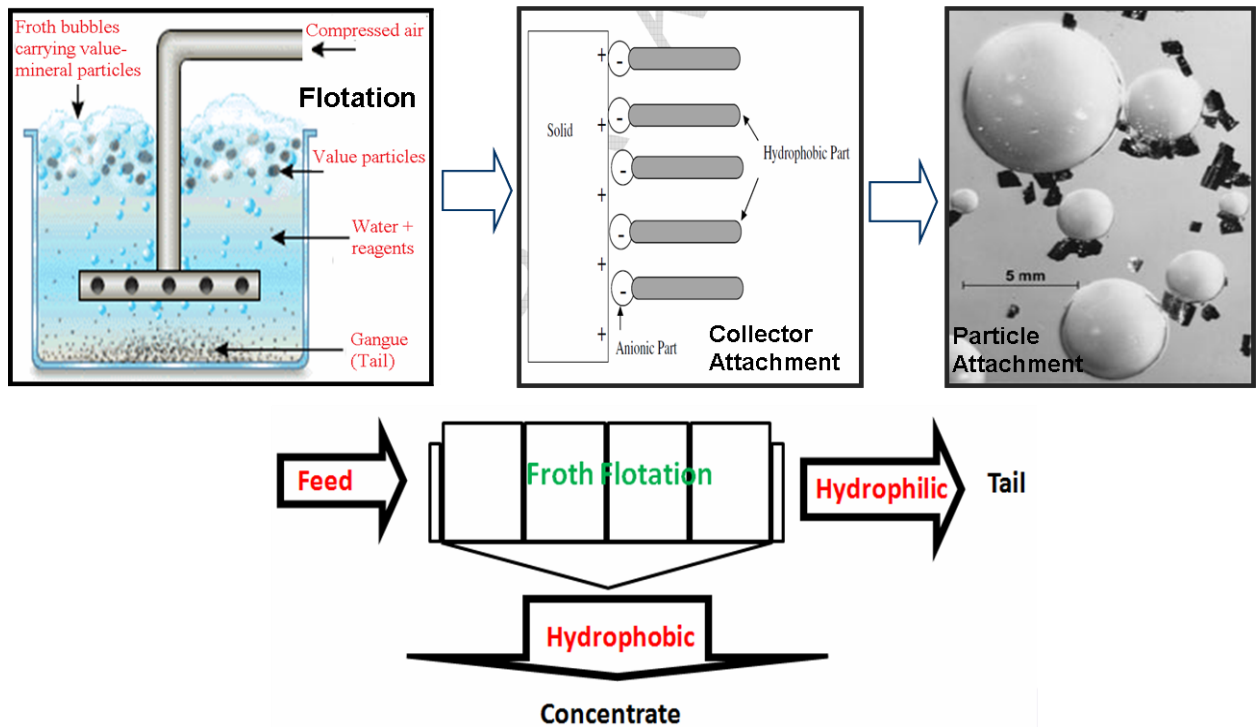 Froth bubbles
carrying value-
mineral particles
Compressed air
Flotation
Value particles
Water +
reagents
Gangue
(Tail)
+
+
+
+
+
+
-
-
-
-
-
Solid
Hydrophobic Part
Anionic Part
Collector
Attachment
5 mm
Particle
Attachment
Feed
Froth Flotation
Hydrophilic
Tail
Hydrophobic
Concentrate